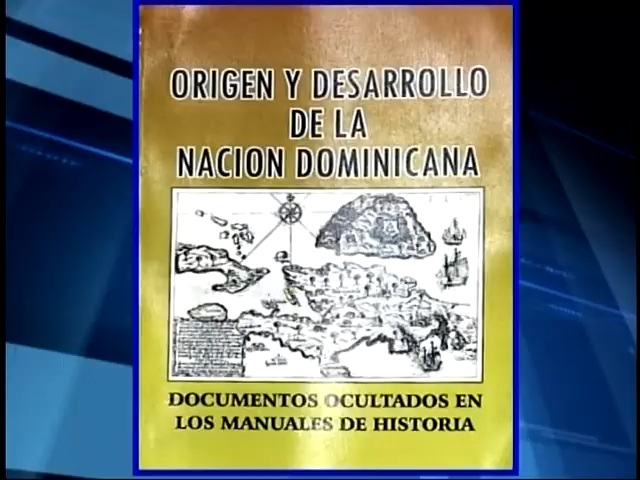 ORIGEN Y DESARROLLO
DE LA
NACION DOMINICANA
DOCUMENTOS OCULTADOS EN
LOS MANUALES DE HISTORIA